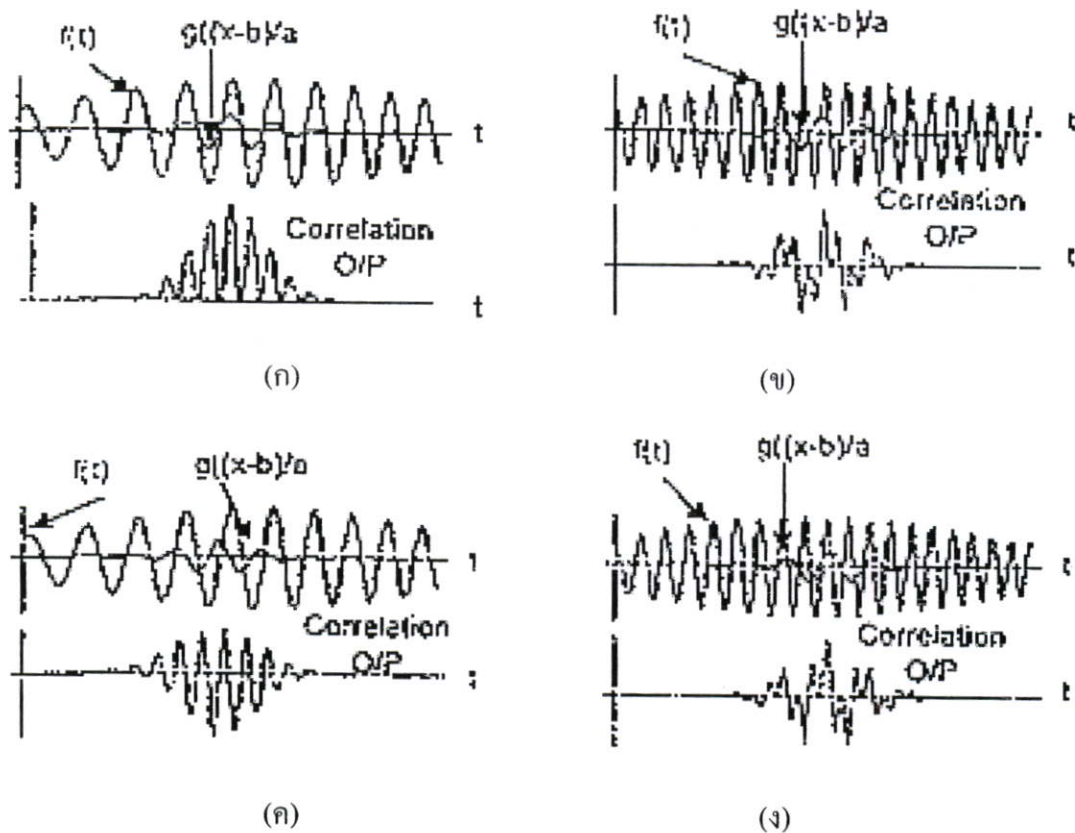 f(t) g((x-b)/a
t
Correlation
O/P
t
(ก)
f(t) g((x-b)/a
t
Correlation
O/P
t
(ข)
f(t) g((x-b)/a
Correlation
O/P
(ค)
f(t) g((x-b)/a
t
Correlation
O/P
t
(ง)